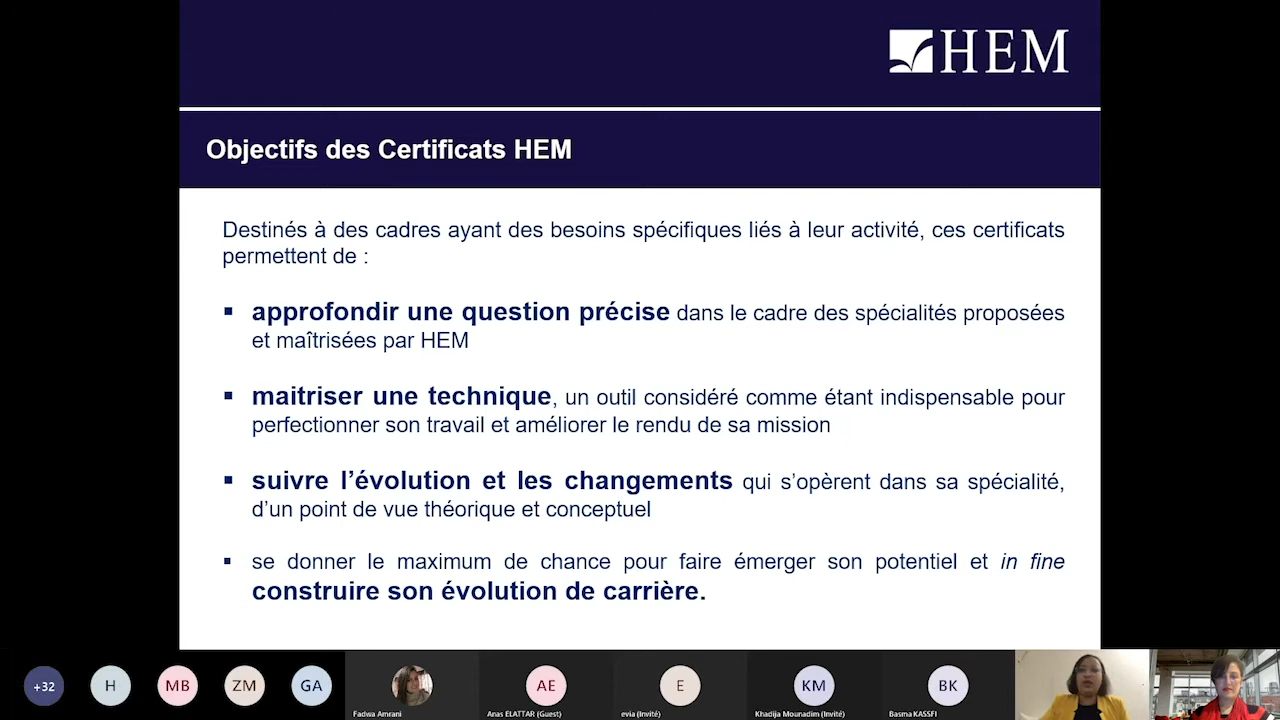 HEM
Objectifs des Certificats HEM
Destinés à des cadres ayant des besoins spécifiques liés à leur activité, ces certificats
permettent de :
▪ approfondir une question précise dans le cadre des spécialités proposées
et maîtrisées par HEM
▪ maitriser une technique, un outil considéré comme étant indispensable pour
perfectionner son travail et améliorer le rendu de sa mission
▪ suivre l’évolution et les changements qui s’opèrent dans sa spécialité,
d’un point de vue théorique et conceptuel
▪ se donner le maximum de chance pour faire émerger son potentiel et in fine
construire son évolution de carrière.
+32 H MB ZM GA AE E KM BK
Fadwa Amrani Anas ELATTAR (Guest) evia (Invité) Khadija Mounadim (Invité) Basma KASSFI